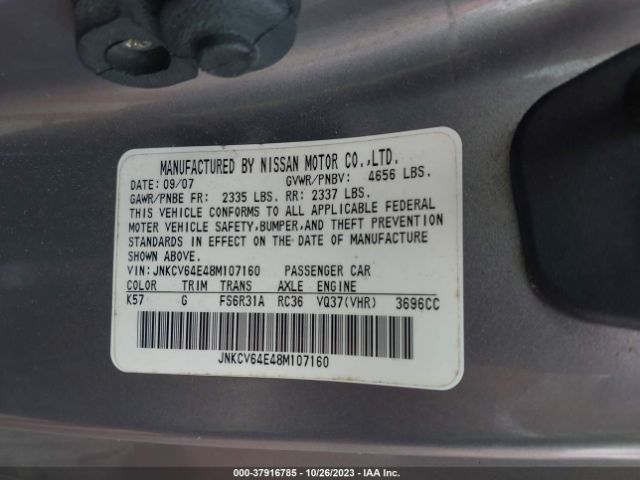 MANUFACTURED BY NISSAN MOTOR CO.,LTD.
DATE: 09/07 GVWR/PNBV: 4656 LBS.
GAWR/PNBE FR: 2335 LBS. RR: 2337 LBS.
THIS VEHICLE CONFORMS TO ALL APPLICABLE FEDERAL
MOTOR VEHICLE SAFETY,BUMPER,AND THEFT PREVENTION
STANDARDS IN EFFECT ON THE DATE OF MANUFACTURE
SHOWN ABOVE.
VIN: JNKCV64E48M107160 PASSENGER CAR
COLOR TRIM TRANS AXLE ENGINE
K57 G FS6R31A RC36 VQ37(VHR) 3696CC
JNKCV64E48M107160
000-37916785 | 10/26/2023 | IAA Inc.